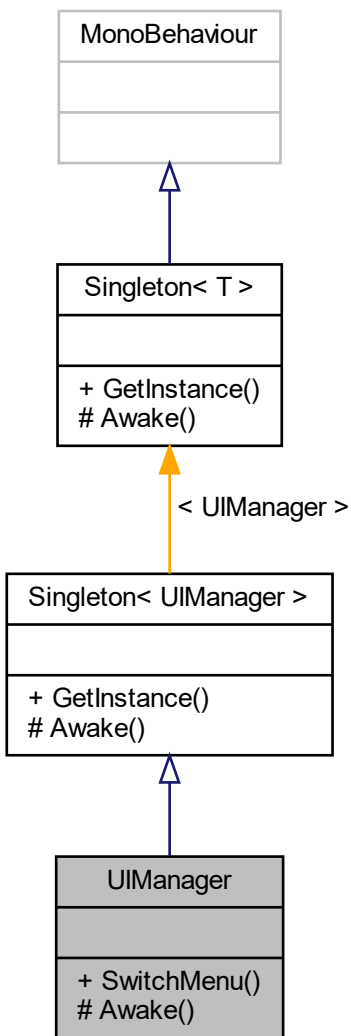 MonoBehaviour
Singleton< T >
+ GetInstance()
# Awake()
< UIManager >
Singleton< UIManager >
+ GetInstance()
# Awake()
UIManager
+ SwitchMenu()
# Awake()